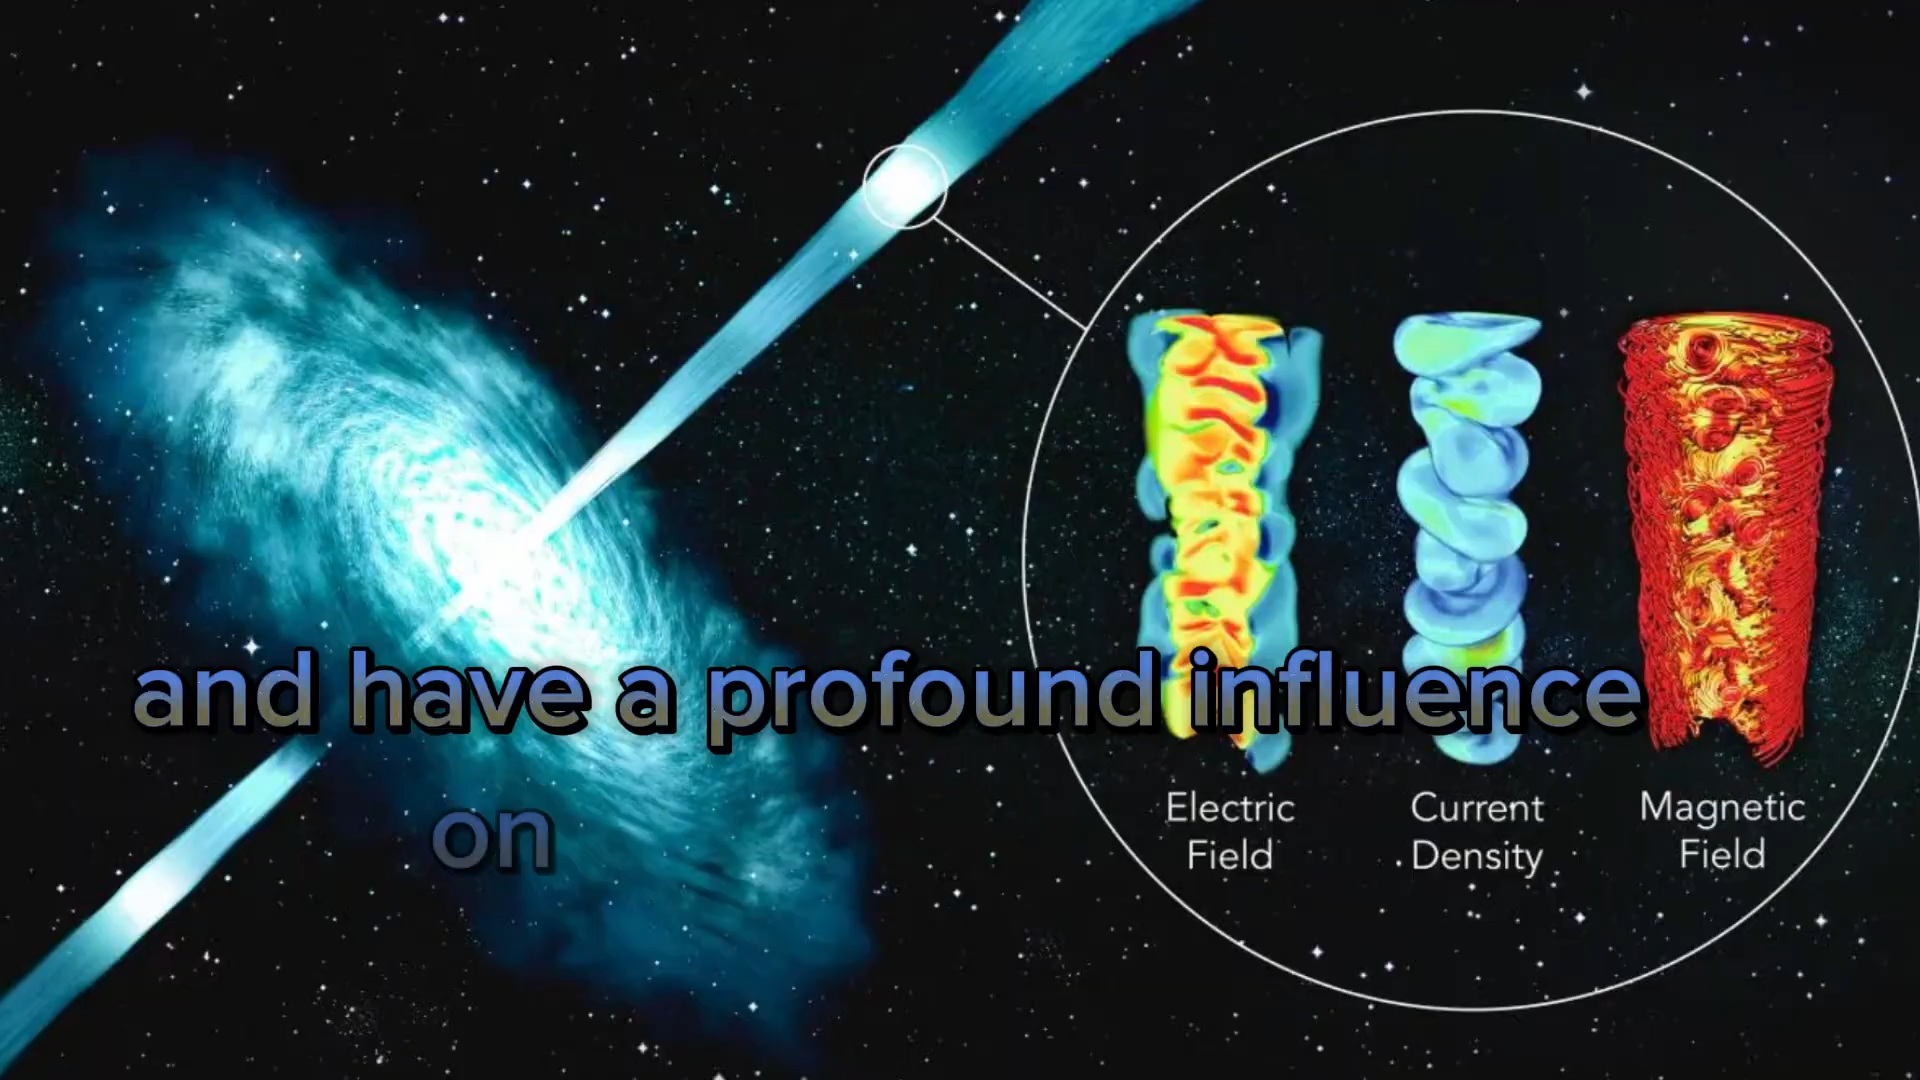 and have a profound influence
on
Electric
Field
Current
Density
Magnetic
Field